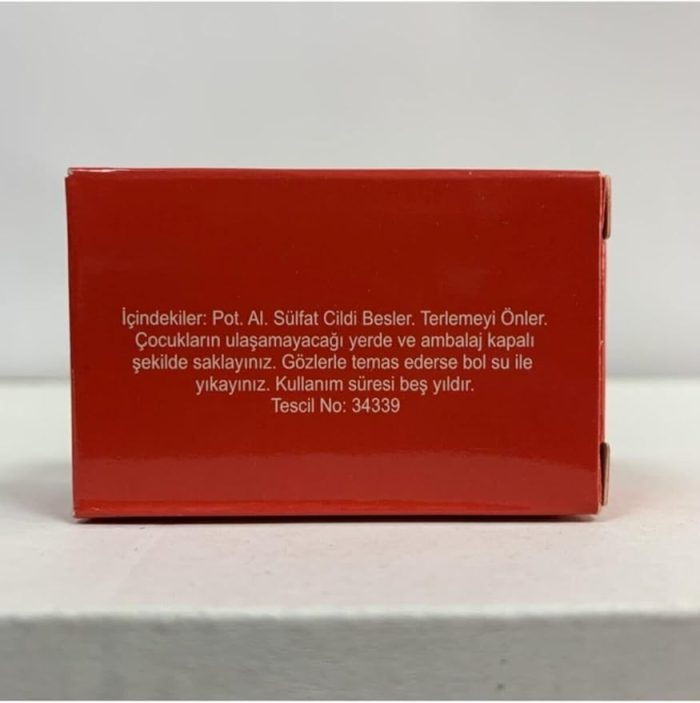 İçindekiler: Pot. Al. Sülfat Cildi Besler. Terlemeyi Önler.
Çocukların ulaşamayacağı yerde ve ambalaj kapalı
şekilde saklayınız. Gözlerle temas ederse bol su ile
yıkayınız. Kullanım süresi beş yıldır.
Tescil No: 34339